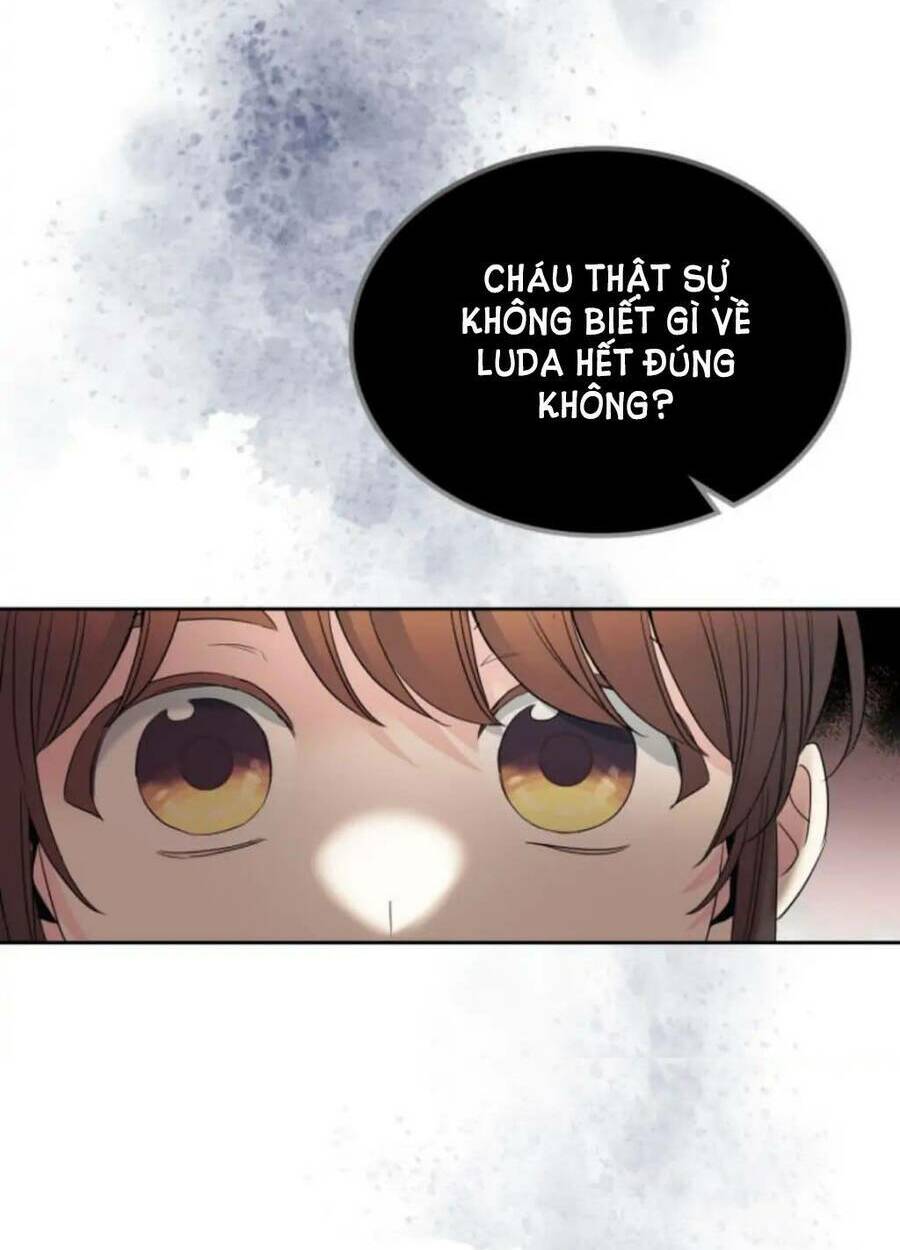 CHÁU THẬT SỰ
KHÔNG BIẾT GÌ VỀ
LUDA HẾT ĐÚNG
KHÔNG?